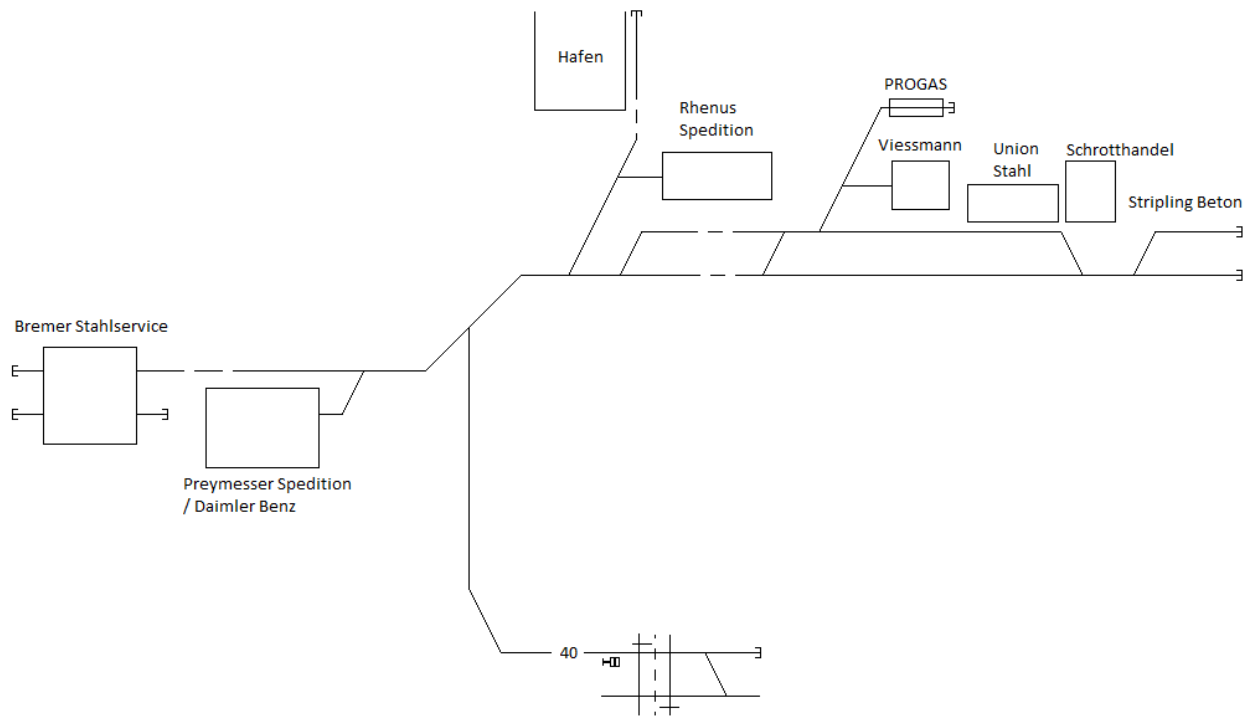 Hafen
PROGAS
Rhenus
Spedition
Viessmann
Union
Stahl
Schrotthandel
Stripling Beton
Bremer Stahlservice
Preymesser Spedition
/ Daimler Benz
40